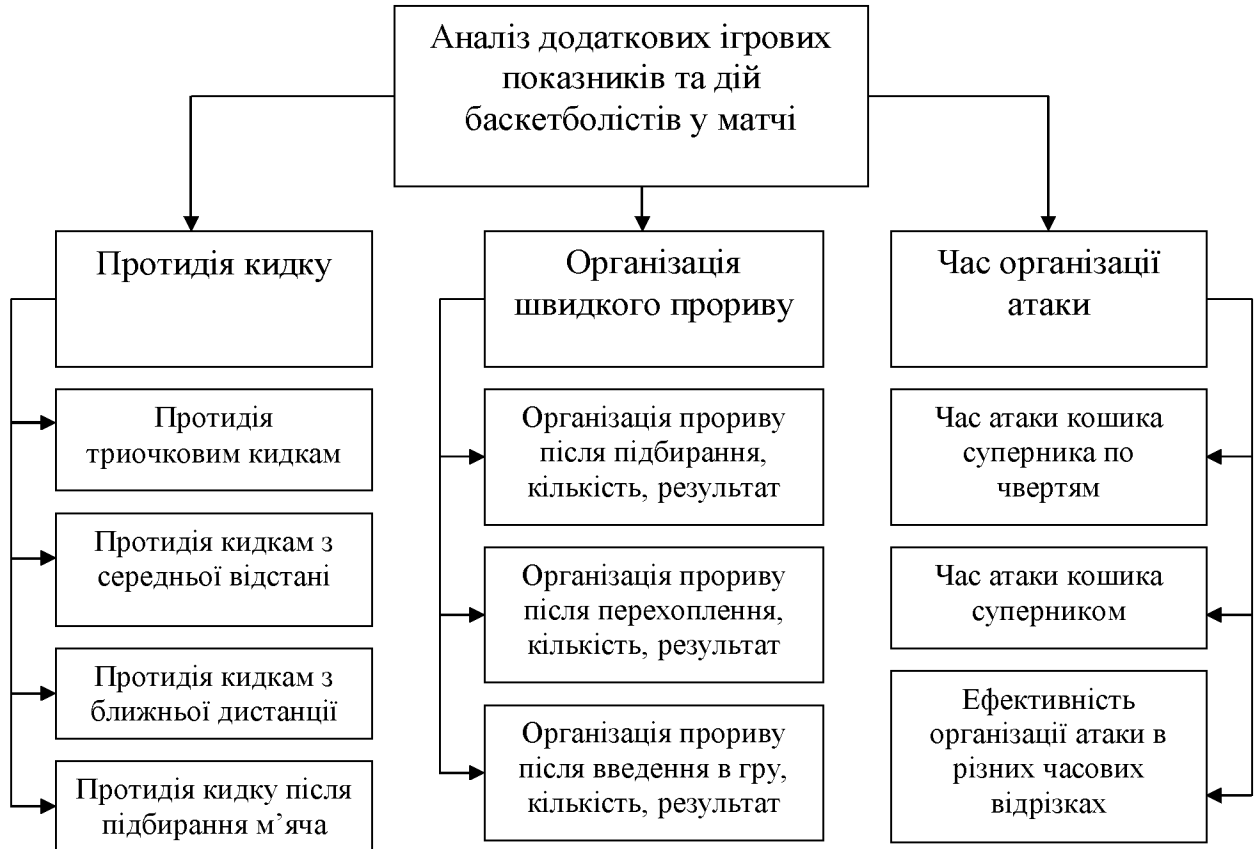 Аналіз додаткових ігрових
показників та дій
баскетболістів у матчі
Протидія кидку
Протидія
триочковим кидкам
Протидія кидкам з
середньої відстані
Протидія кидкам з
ближньої дистанції
Протидія кидку після
підбирання м’яча
Організація
швидкого прориву
Організація прориву
після підбирання,
кількість, результат
Організація прориву
після перехоплення,
кількість, результат
Організація прориву
після введення в гру,
кількість, результат
Час організації
атаки
Час атаки кошика
суперника по
чвертям
Час атаки кошика
суперником
Ефективність
організації атаки в
різних часових
відрізках